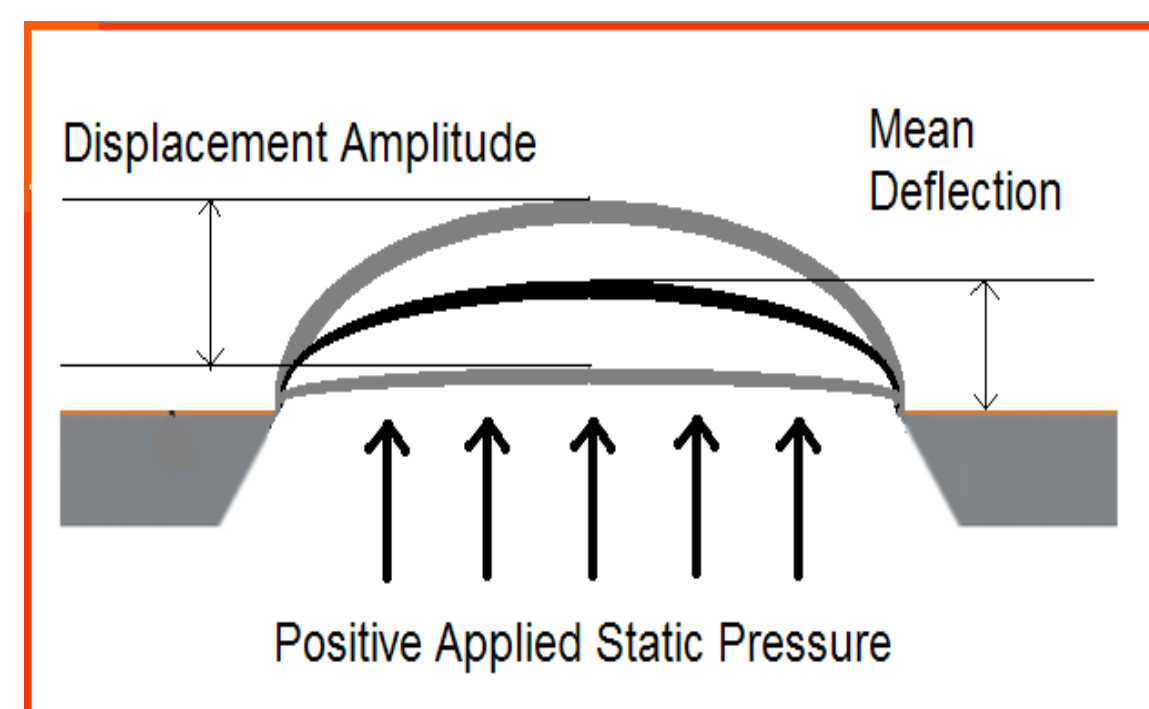 Displacement Amplitude
Mean
Deflection
Positive Applied Static Pressure